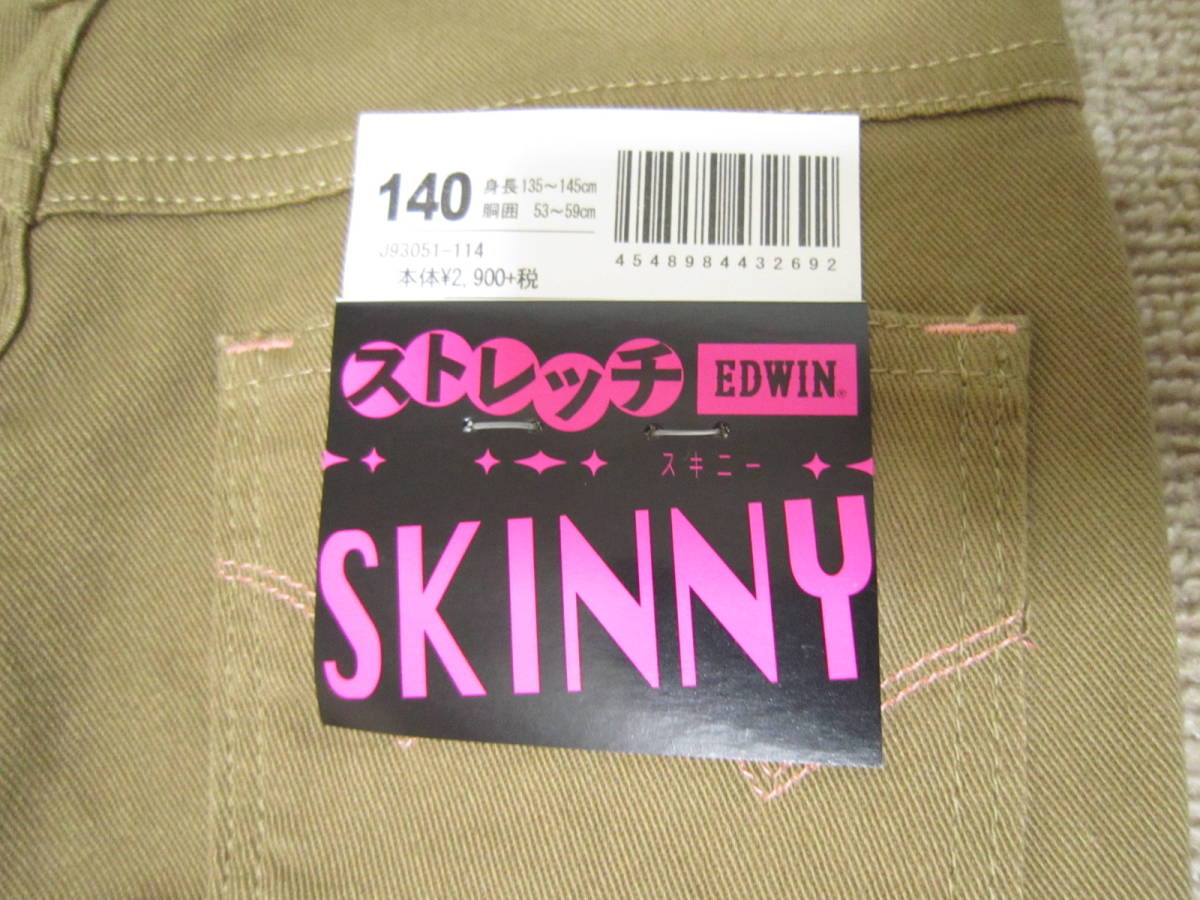 140
身長135～145cm
胴囲 53～59cm
J93051-114
本体¥2,900+税
4548984432692
ストレッチ
EDWIN®
スキニー
SKINNY